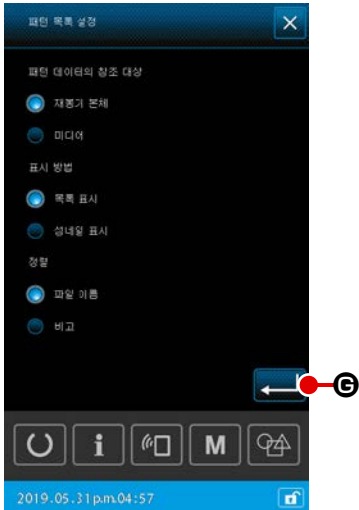 패턴 목록 설정
패턴 데이터의 참조 대상
재봉기 본체
미디어
표시 방법
목록 표시
섬네일 표시
정렬
파일 이름
비고
G
i
M
2019.05.31p.m.04:57